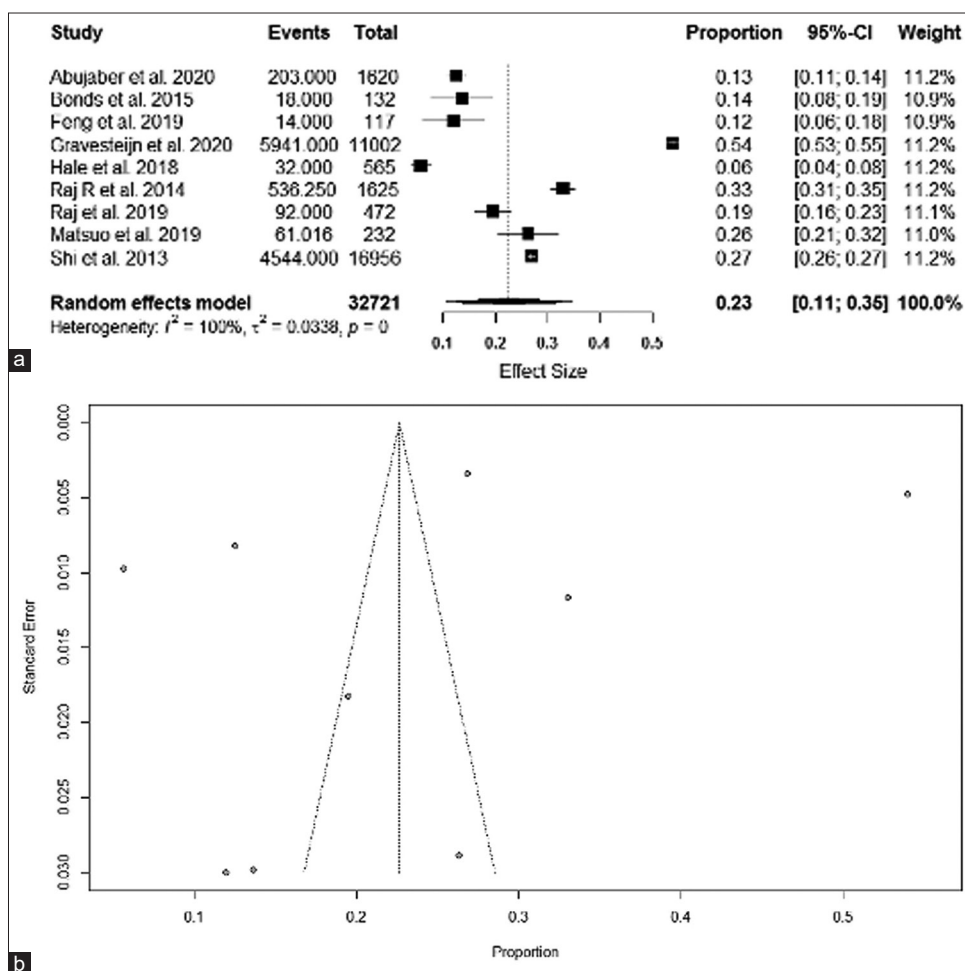 Study Events Total Proportion 95%-CI Weight
Abujaber et al. 2020 203.000 1620 0.13 [0.11; 0.14] 11.2%
Bonds et al. 2015 18.000 132 0.14 [0.08; 0.19] 10.9%
Feng et al. 2019 14.000 117 0.12 [0.06; 0.18] 10.9%
Gravesteijn et al. 2020 5941.000 11002 0.54 [0.53; 0.55] 11.2%
Hale et al. 2018 32.000 565 0.06 [0.04; 0.08] 11.2%
Raj R et al. 2014 536.250 1625 0.33 [0.31; 0.35] 11.2%
Raj et al. 2019 92.000 472 0.19 [0.16; 0.23] 11.1%
Matsuo et al. 2019 61.016 232 0.26 [0.21; 0.32] 11.0%
Shi et al. 2013 4544.000 16956 0.27 [0.26; 0.27] 11.2%
Random effects model 32721 0.23 [0.11; 0.35] 100.0%
Heterogeneity: I² = 100%, τ² = 0.0338, p = 0
0.1 0.2 0.3 0.4 0.5
Effect Size
a
0.000
0.005
0.010
0.015
0.020
0.025
0.030
Standard Error
0.1 0.2 0.3 0.4 0.5
Proportion
b